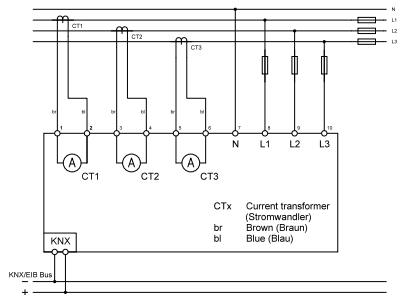 N
L1
CT1
L2
CT2
L3
CT3
br bl br bl br bl
1 2 3 4 5 6 7 8 9 10
N L1 L2 L3
A A A
CT1 CT2 CT3
CTx Current transformer
(Stromwandler)
br Brown (Braun)
bl Blue (Blau)
KNX
KNX/EIB Bus
−
+